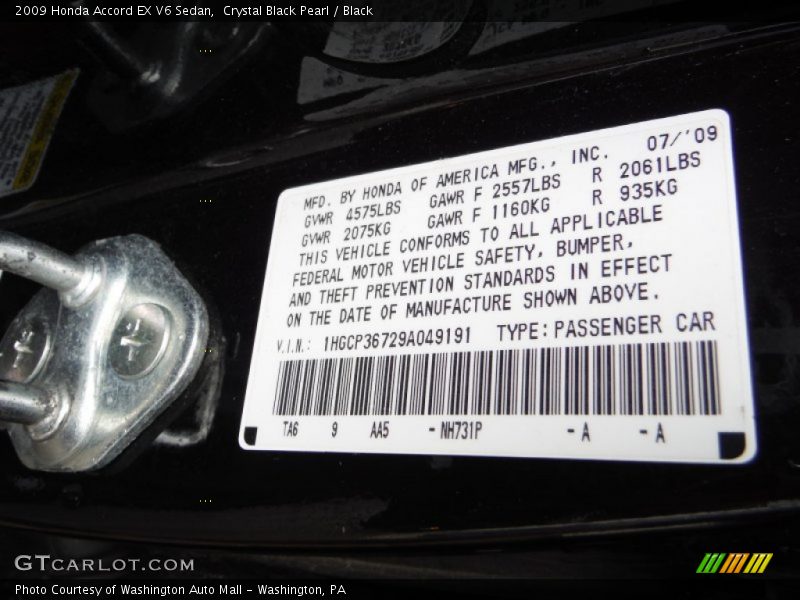 2009 Honda Accord EX V6 Sedan,  Crystal Black Pearl / Black
MFD. BY HONDA OF AMERICA MFG., INC. 07/'09
GVWR 4575LBS GAWR F 2557LBS R 2061LBS
GVWR 2075KG GAWR F 1160KG R 935KG
THIS VEHICLE CONFORMS TO ALL APPLICABLE
FEDERAL MOTOR VEHICLE SAFETY, BUMPER,
AND THEFT PREVENTION STANDARDS IN EFFECT
ON THE DATE OF MANUFACTURE SHOWN ABOVE.
V.I.N.: 1HGCP36729A049191 TYPE: PASSENGER CAR
TA6 9 AA5 - NH731P - A - A
GTCARLOT.COM
Photo Courtesy of Washington Auto Mall - Washington, PA